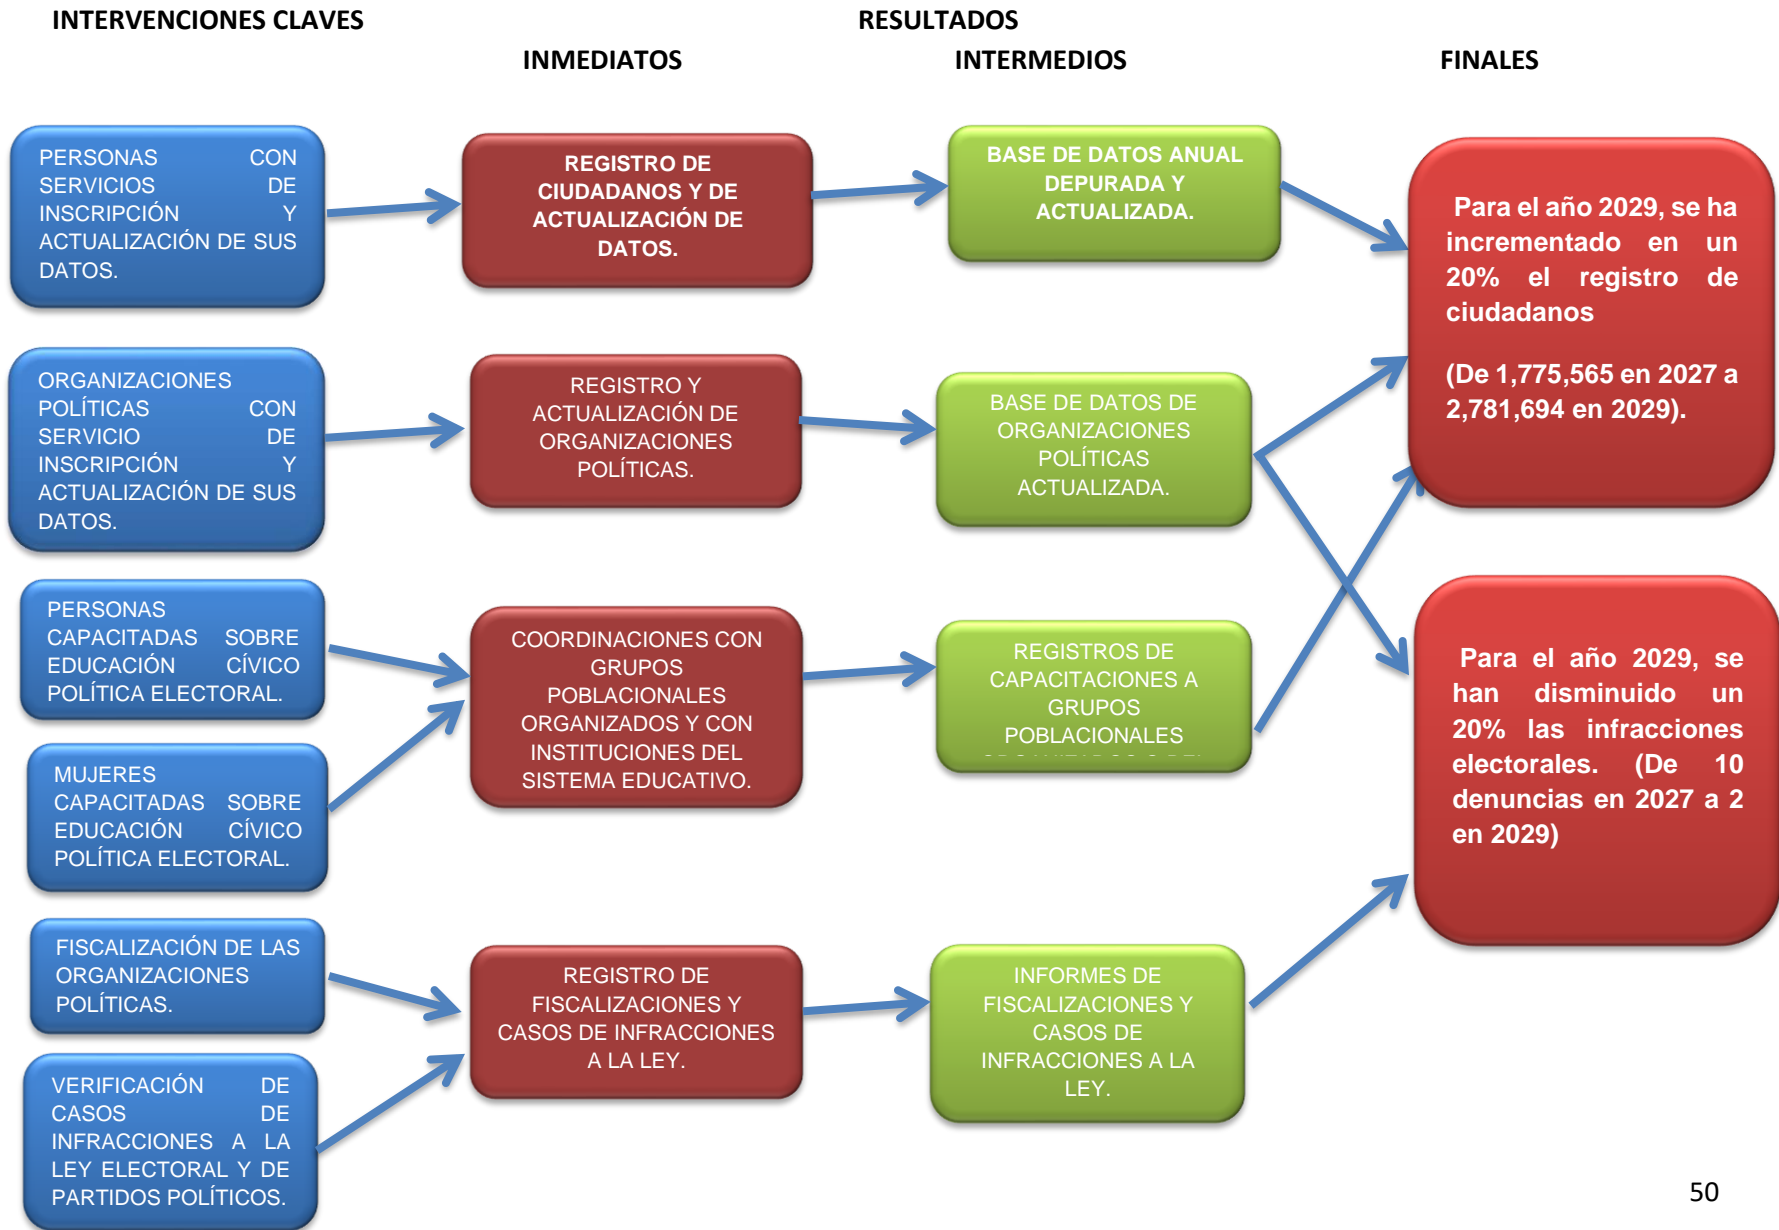 INTERVENCIONES CLAVES
RESULTADOS
INMEDIATOS
INTERMEDIOS
FINALES
PERSONAS CON
SERVICIOS DE
INSCRIPCIÓN Y
ACTUALIZACIÓN DE SUS
DATOS.
REGISTRO DE
CIUDADANOS Y DE
ACTUALIZACIÓN DE
DATOS.
BASE DE DATOS ANUAL
DEPURADA Y
ACTUALIZADA.
Para el año 2029, se ha
incrementado en un
20% el registro de
ciudadanos
(De 1,775,565 en 2027 a
2,781,694 en 2029).
ORGANIZACIONES
POLÍTICAS CON
SERVICIO DE
INSCRIPCIÓN Y
ACTUALIZACIÓN DE SUS
DATOS.
REGISTRO Y
ACTUALIZACIÓN DE
ORGANIZACIONES
POLÍTICAS.
BASE DE DATOS DE
ORGANIZACIONES
POLÍTICAS
ACTUALIZADA.
PERSONAS
CAPACITADAS SOBRE
EDUCACIÓN CÍVICO
POLÍTICA ELECTORAL.
MUJERES
CAPACITADAS SOBRE
EDUCACIÓN CÍVICO
POLÍTICA ELECTORAL.
COORDINACIONES CON
GRUPOS
POBLACIONALES
ORGANIZADOS Y CON
INSTITUCIONES DEL
SISTEMA EDUCATIVO.
REGISTROS DE
CAPACITACIONES A
GRUPOS
POBLACIONALES
Para el año 2029, se
han disminuido un
20% las infracciones
electorales. (De 10
denuncias en 2027 a 2
en 2029)
FISCALIZACIÓN DE LAS
ORGANIZACIONES
POLÍTICAS.
VERIFICACIÓN DE
CASOS DE
INFRACCIONES A LA
LEY ELECTORAL Y DE
PARTIDOS POLÍTICOS.
REGISTRO DE
FISCALIZACIONES Y
CASOS DE INFRACCIONES
A LA LEY.
INFORMES DE
FISCALIZACIONES Y
CASOS DE
INFRACCIONES A LA
LEY.
50